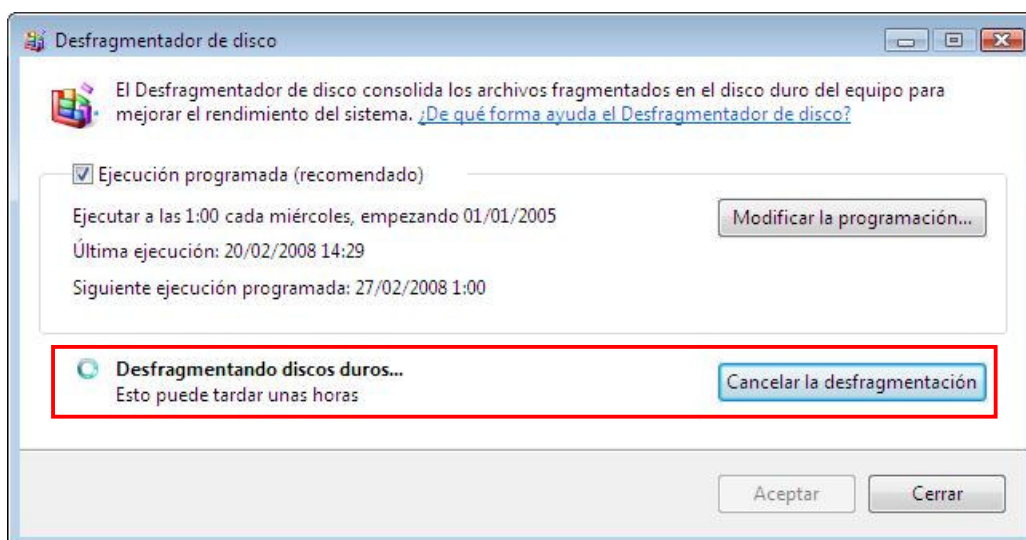 Desfragmentador de disco
El Desfragmentador de disco consolida los archivos fragmentados en el disco duro del equipo para
mejorar el rendimiento del sistema. ¿De qué forma ayuda el Desfragmentador de disco?
Ejecución programada (recomendado)
Ejecutar a las 1:00 cada miércoles, empezando 01/01/2005
Modificar la programación...
Última ejecución: 20/02/2008 14:29
Siguiente ejecución programada: 27/02/2008 1:00
Desfragmentando discos duros...
Esto puede tardar unas horas
Cancelar la desfragmentación
Aceptar
Cerrar